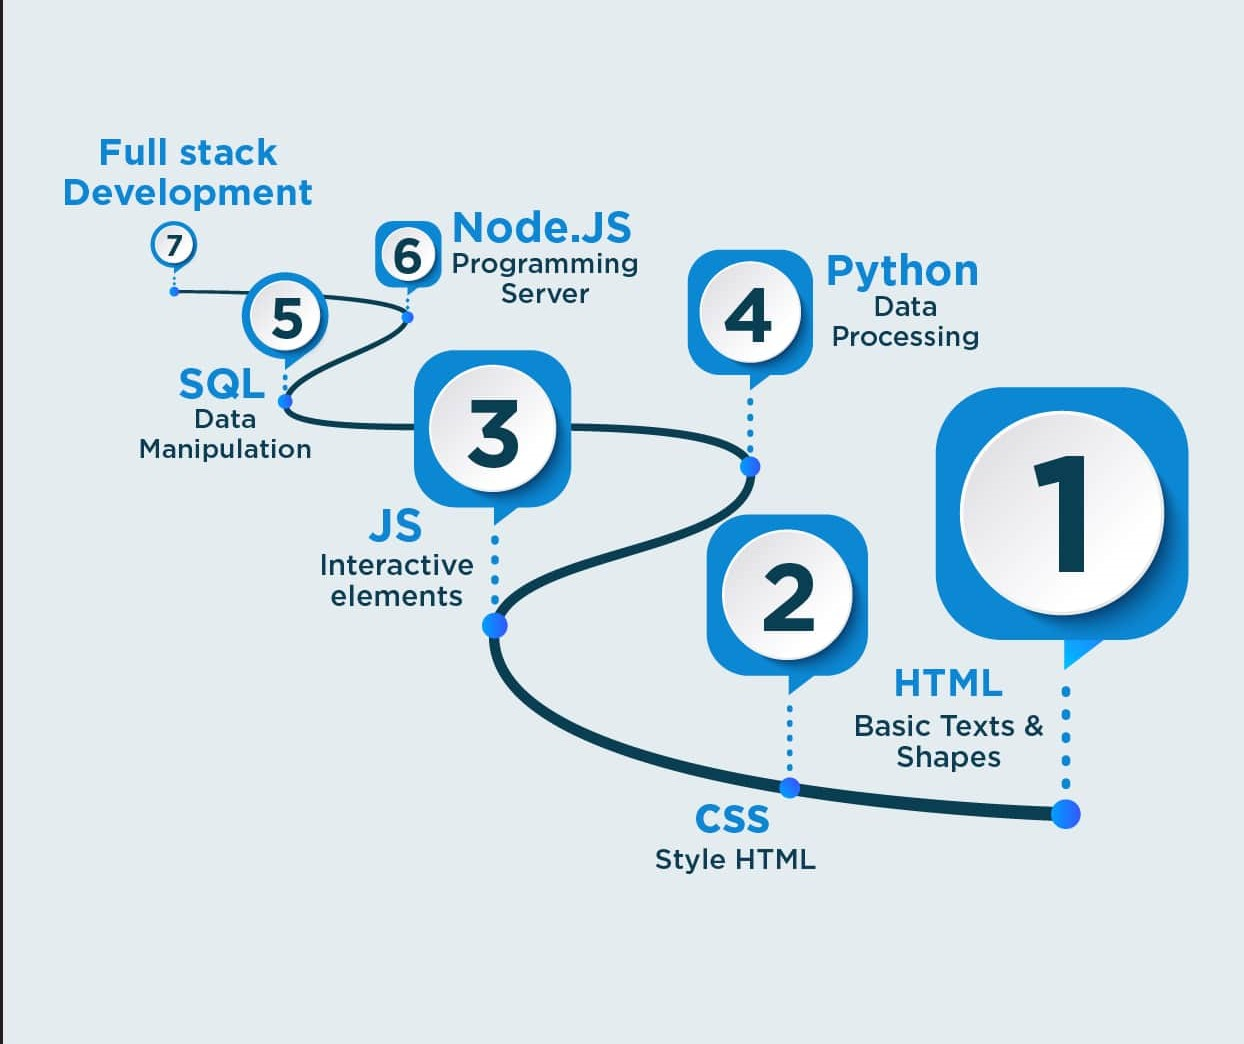 Full stack
Development
7
6
Node.JS
Programming
Server
5
SQL
Data
Manipulation
4
Python
Data
Processing
3
JS
Interactive
elements
2
CSS
Style HTML
1
HTML
Basic Texts &
Shapes